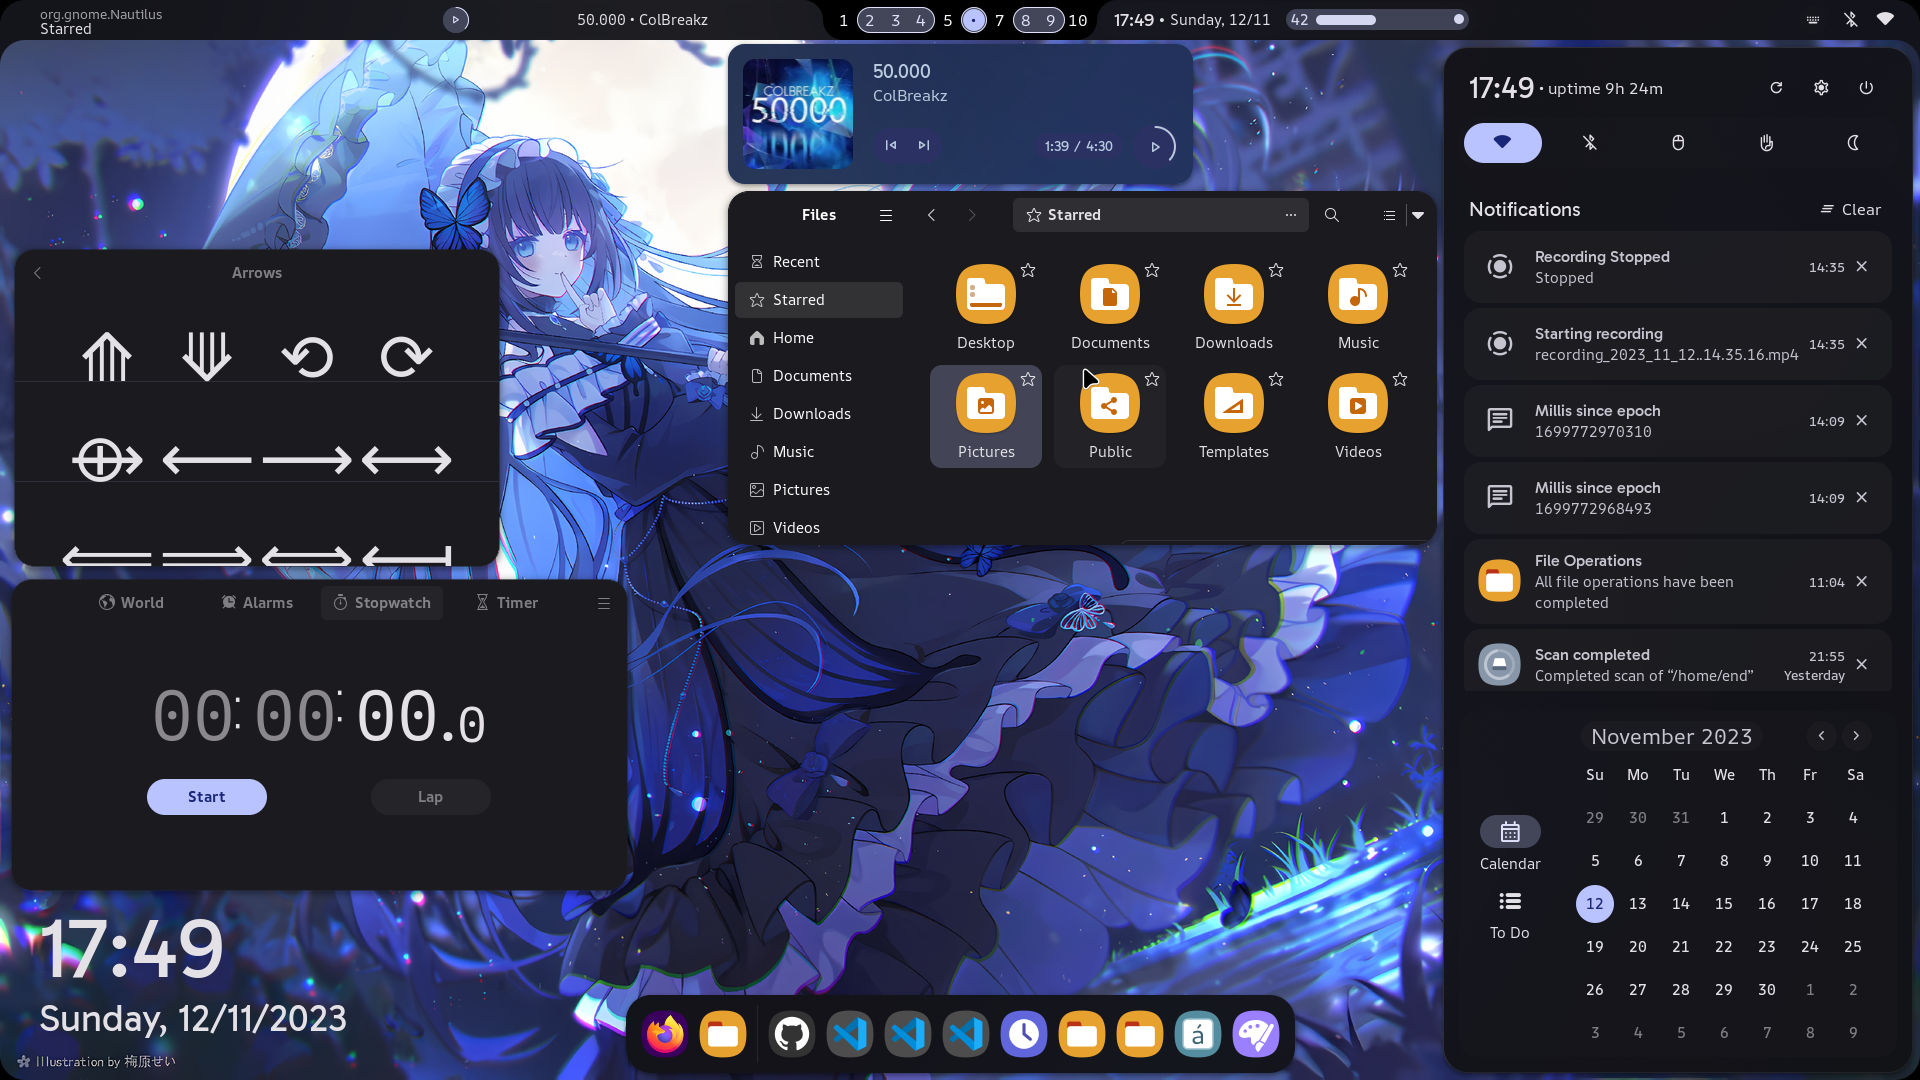 org.gnome.Nautilus
Starred
50.000 • ColBreakz
1 2 3 4 5 7 8 9 10
17:49 • Sunday, 12/11
42
50.000
ColBreakz
COLBREAKZ
50000
1:39 / 4:30
Files
Starred
Recent
Starred
Home
Documents
Downloads
Music
Pictures
Videos
Desktop
Documents
Downloads
Music
Pictures
Public
Templates
Videos
Arrows
World
Alarms
Stopwatch
Timer
00:00:00.0
Start
Lap
17:49
Sunday, 12/11/2023
Illustration by 梅原せい
á
17:49 • uptime 9h 24m
Notifications
Clear
Recording Stopped
Stopped
14:35
Starting recording
recording_2023_11_12..14.35.16.mp4
14:35
Millis since epoch
1699772970310
14:09
Millis since epoch
1699772968493
14:09
File Operations
All file operations have been
completed
11:04
Scan completed
Completed scan of “/home/end”
21:55
Yesterday
November 2023
Su Mo Tu We Th Fr Sa
29 30 31 1 2 3 4
5 6 7 8 9 10 11
12 13 14 15 16 17 18
19 20 21 22 23 24 25
26 27 28 29 30 1 2
3 4 5 6 7 8 9
Calendar
To Do